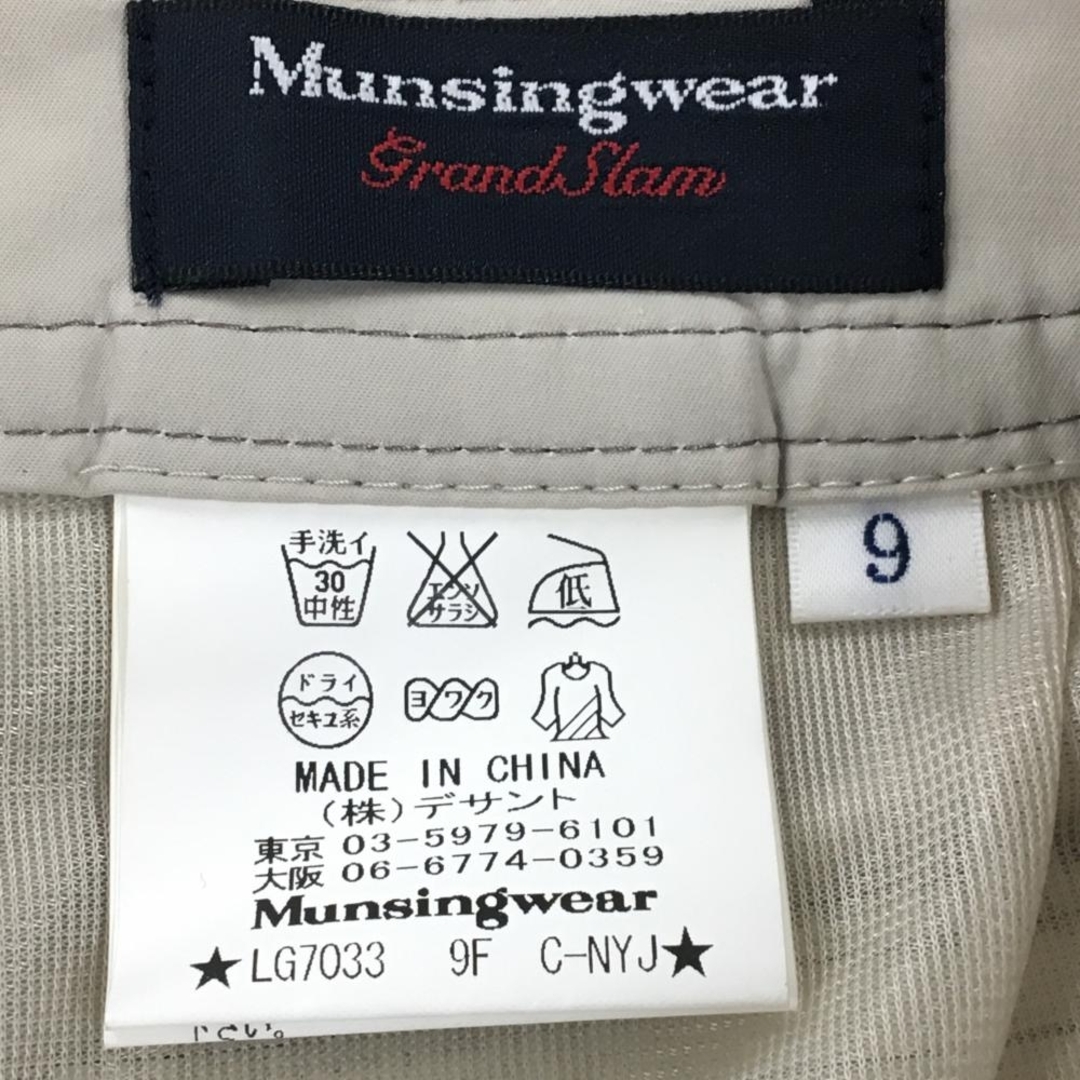 Munsingwear
Grand Slam
9
手洗イ
30
中性
エンソ
サラシ
低
ドライ
セキユ系
ヨワク
MADE IN CHINA
(株)デサント
東京 03-5979-6101
大阪 06-6774-0359
Munsingwear
★LG7033 9F C-NYJ★